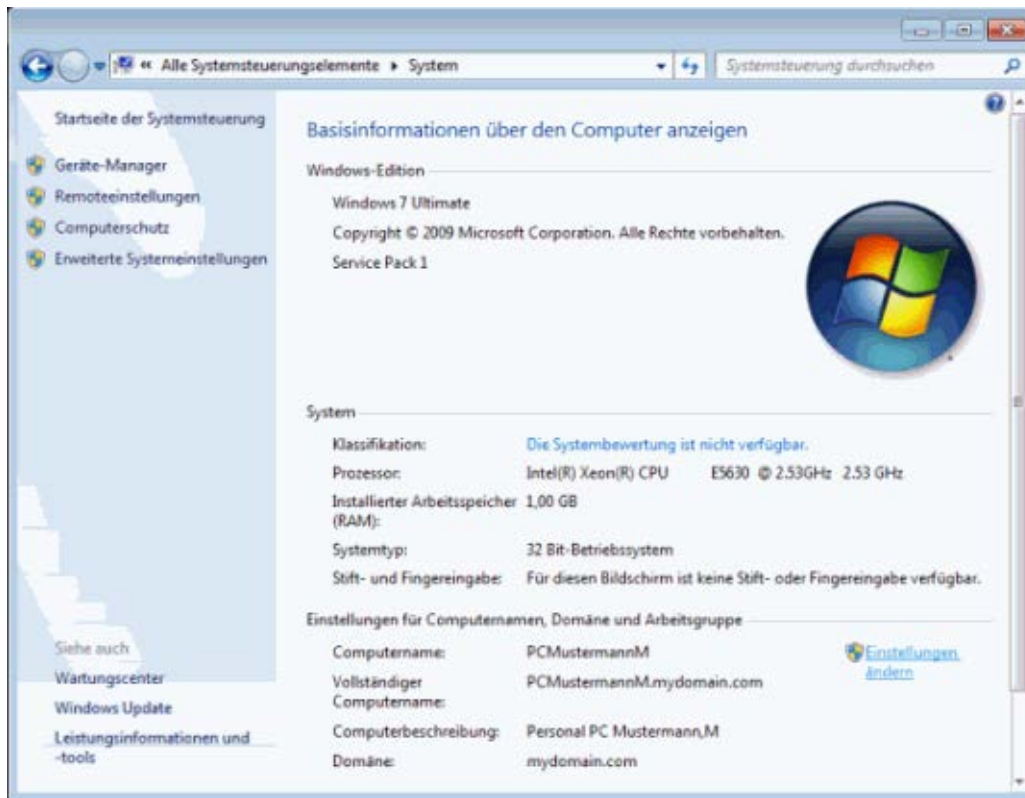 « Alle Systemsteuerungselemente ▸ System
Systemsteuerung durchsuchen
Startseite der Systemsteuerung
Geräte-Manager
Remoteeinstellungen
Computerschutz
Erweiterte Systemeinstellungen
Siehe auch
Wartungscenter
Windows Update
Leistungsinformationen und
-tools
Basisinformationen über den Computer anzeigen
Windows-Edition
Windows 7 Ultimate
Copyright © 2009 Microsoft Corporation. Alle Rechte vorbehalten.
Service Pack 1
System
Klassifikation: Die Systembewertung ist nicht verfügbar.
Prozessor: Intel(R) Xeon(R) CPU E5630 @ 2.53GHz 2.53 GHz
Installierter Arbeitsspeicher 1,00 GB
(RAM):
Systemtyp: 32 Bit-Betriebssystem
Stift- und Fingereingabe: Für diesen Bildschirm ist keine Stift- oder Fingereingabe verfügbar.
Einstellungen für Computernamen, Domäne und Arbeitsgruppe
Computername: PCMustermannM Einstellungen
ändern
Vollständiger PCMustermannM.mydomain.com
Computername:
Computerbeschreibung: Personal PC Mustermann,M
Domäne: mydomain.com